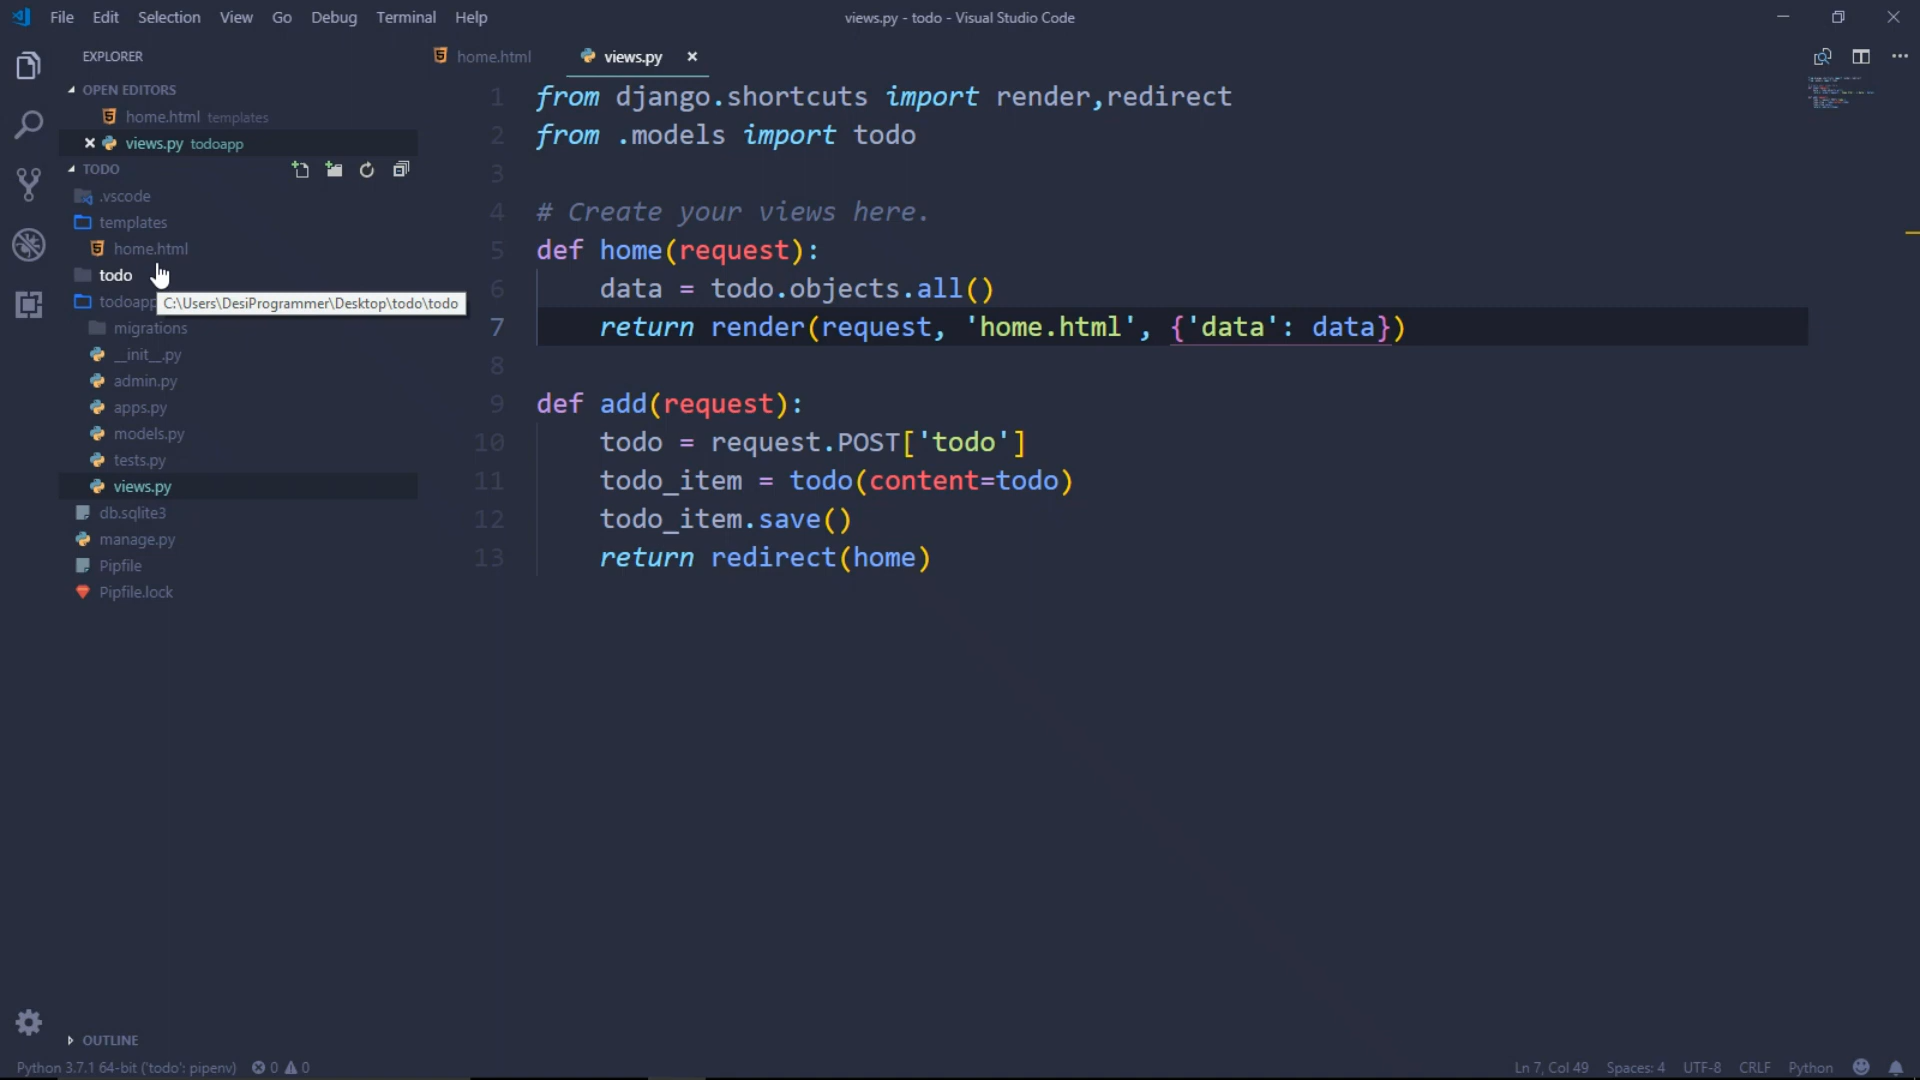 File Edit Selection View Go Debug Terminal Help
views.py - todo - Visual Studio Code
EXPLORER
OPEN EDITORS
home.html templates
views.py todoapp
TODO
.vscode
templates
home.html
todo
todoapp
C:\Users\DesiProgrammer\Desktop\todo\todo
migrations
__init__.py
admin.py
apps.py
models.py
tests.py
views.py
db.sqlite3
manage.py
Pipfile
Pipfile.lock
OUTLINE
home.html
views.py
1 from django.shortcuts import render,redirect
2 from .models import todo
3
4 # Create your views here.
5 def home(request):
6     data = todo.objects.all()
7     return render(request, 'home.html', {'data': data})
8
9 def add(request):
10     todo = request.POST['todo']
11     todo_item = todo(content=todo)
12     todo_item.save()
13     return redirect(home)
Python 3.7.1 64-bit ('todo': pipenv) 0 0 Ln 7, Col 49 Spaces: 4 UTF-8 CRLF Python